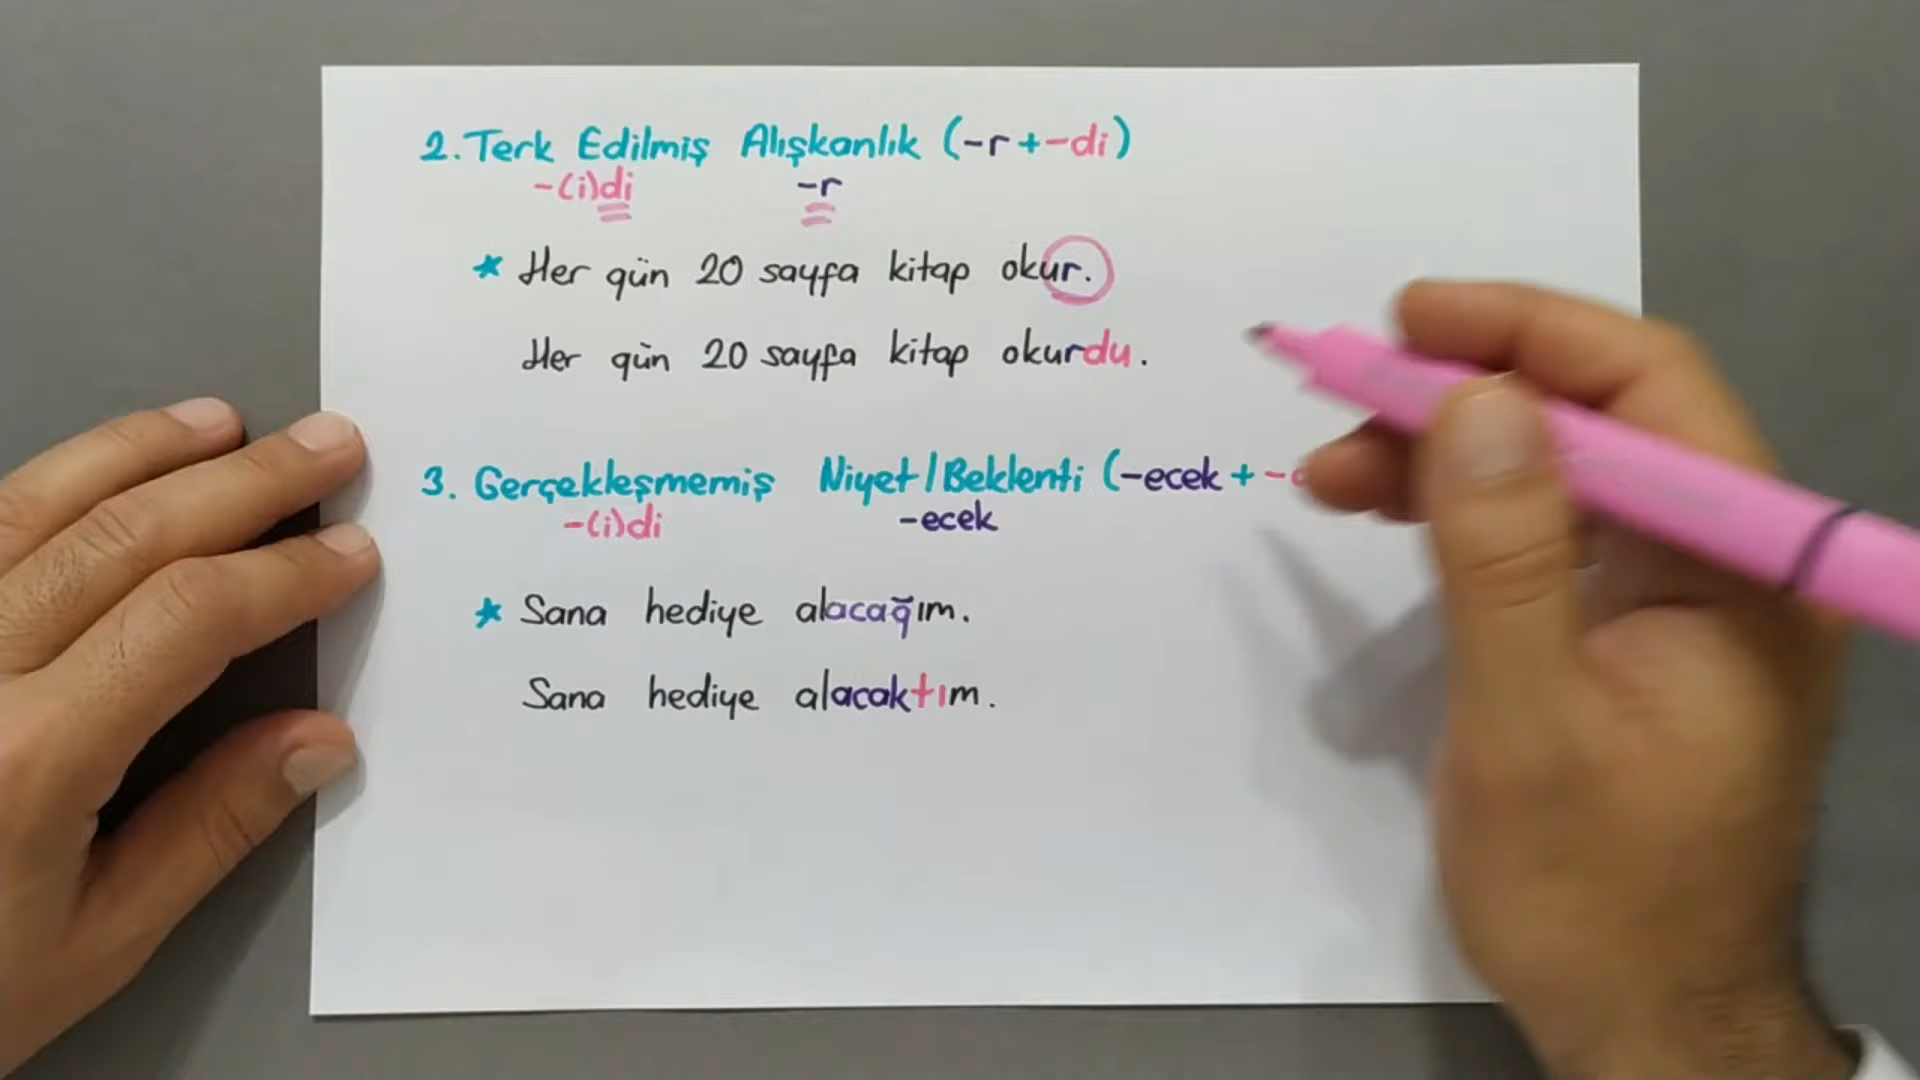 2. Terk Edilmiş Alışkanlık (-r+-di)
-(i)di -r
* Her gün 20 sayfa kitap okur.
Her gün 20 sayfa kitap okurdu.
3. Gerçekleşmemiş Niyet/Beklenti (-ecek + -
-(i)di -ecek
* Sana hediye alacağım.
Sana hediye alacaktım.